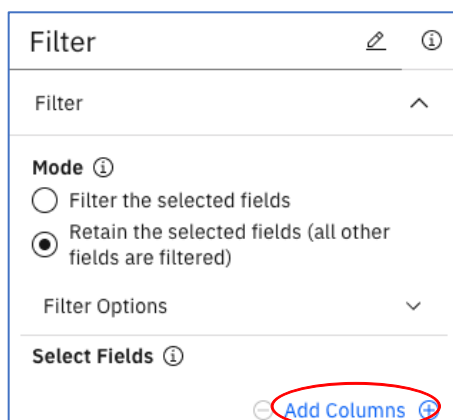 Filter
Filter
Mode
Filter the selected fields
Retain the selected fields (all other
fields are filtered)
Filter Options
Select Fields
Add Columns